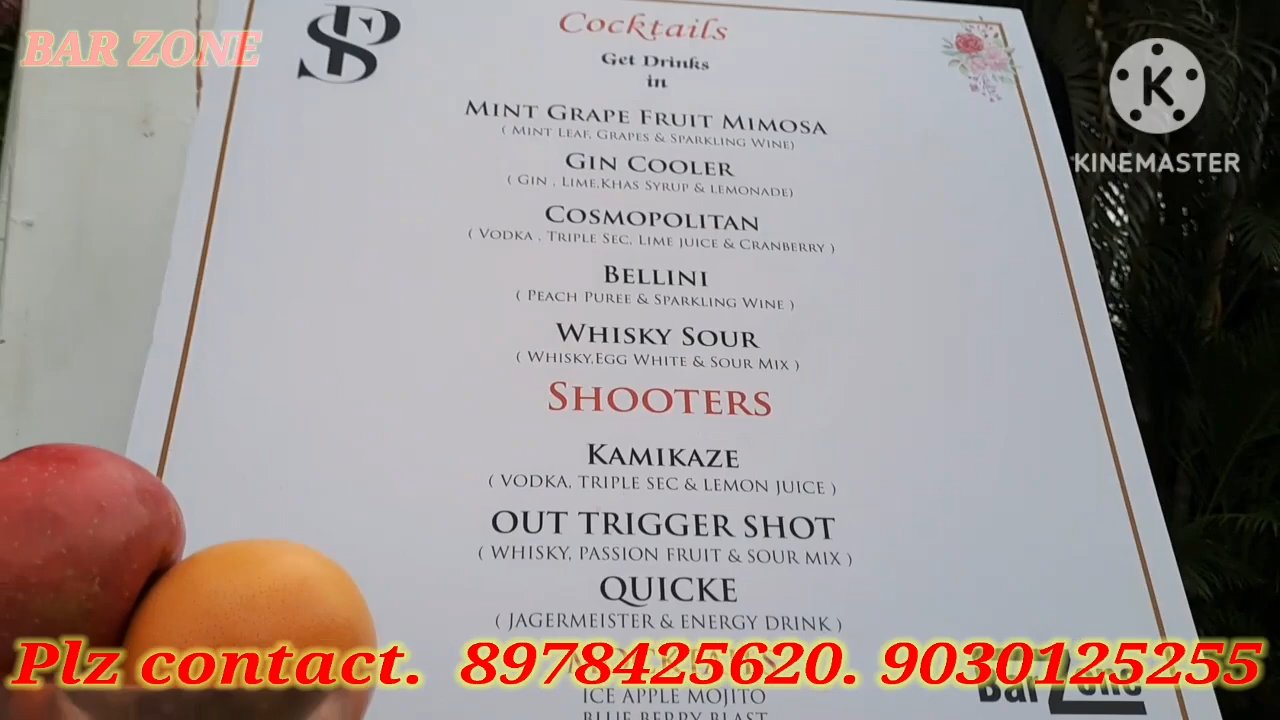 BAR ZONE
SP
Cocktails
Get Drinks
in
MINT GRAPE FRUIT MIMOSA
( MINT LEAF, GRAPES & SPARKLING WINE)
GIN COOLER
( GIN , LIME,KHAS SYRUP & LEMONADE)
COSMOPOLITAN
( VODKA , TRIPLE SEC, LIME JUICE & CRANBERRY )
BELLINI
( PEACH PUREE & SPARKLING WINE )
WHISKY SOUR
( WHISKY,EGG WHITE & SOUR MIX )
SHOOTERS
KAMIKAZE
( VODKA, TRIPLE SEC & LEMON JUICE )
OUT TRIGGER SHOT
( WHISKY, PASSION FRUIT & SOUR MIX )
QUICKE
( JAGERMEISTER & ENERGY DRINK )
Plz contact. 8978425620. 9030125255
ICE APPLE MOJITO
BLUE BERRY BLAST
Bar Zone
K
KINEMASTER